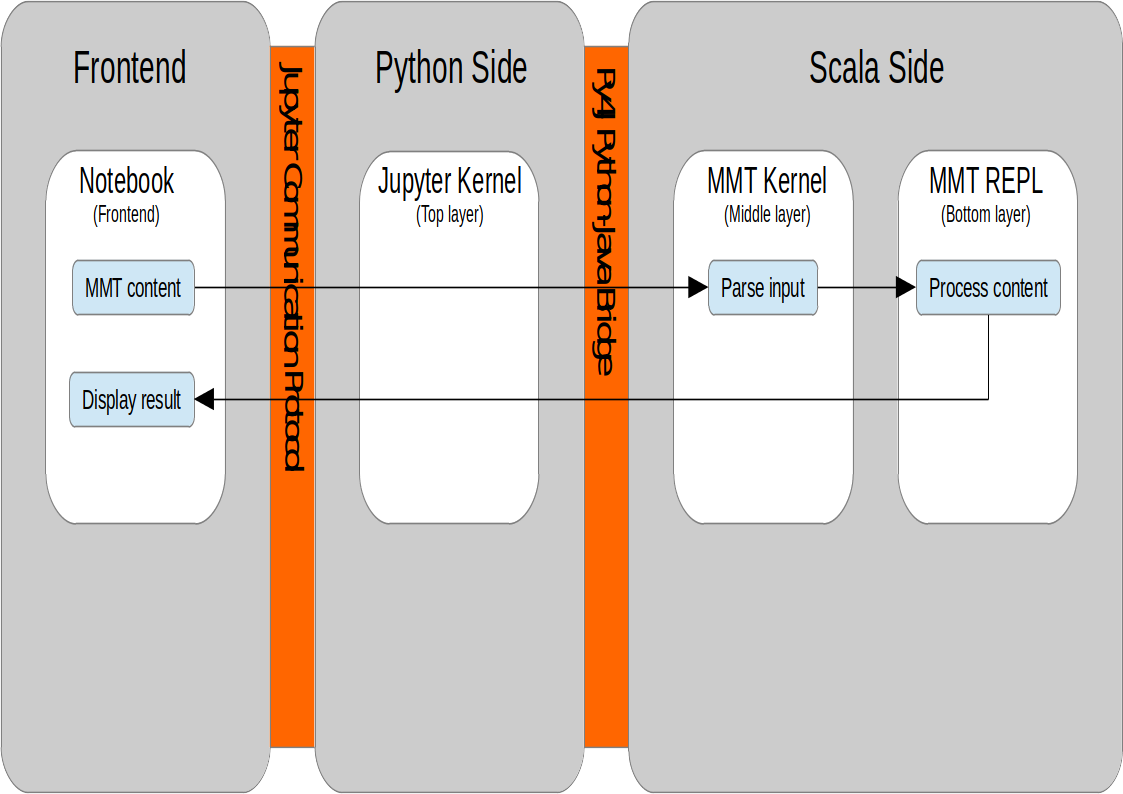 Frontend
Python Side
Scala Side
Jupyter Communication Protocol
Py4J Python-Java Bridge
Notebook
(Frontend)
Jupyter Kernel
(Top layer)
MMT Kernel
(Middle layer)
MMT REPL
(Bottom layer)
MMT content
Parse input
Process content
Display result